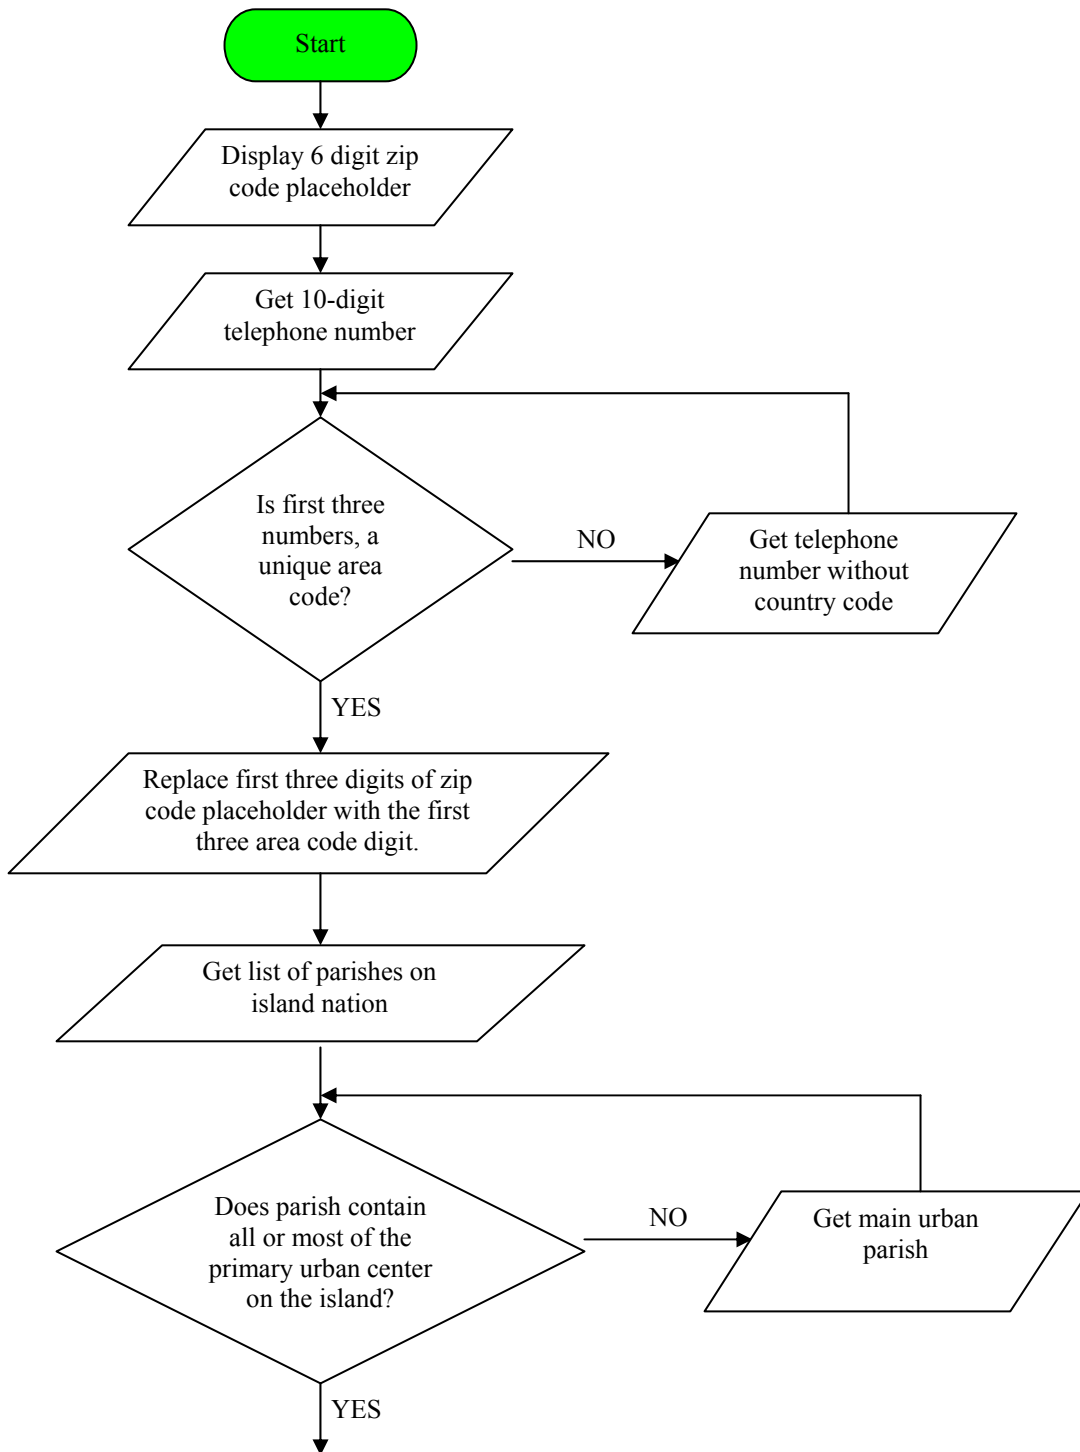 Start
Display 6 digit zip
code placeholder
Get 10-digit
telephone number
Is first three
numbers, a
unique area
code?
NO
Get telephone
number without
country code
YES
Replace first three digits of zip
code placeholder with the first
three area code digit.
Get list of parishes on
island nation
Does parish contain
all or most of the
primary urban center
on the island?
NO
Get main urban
parish
YES